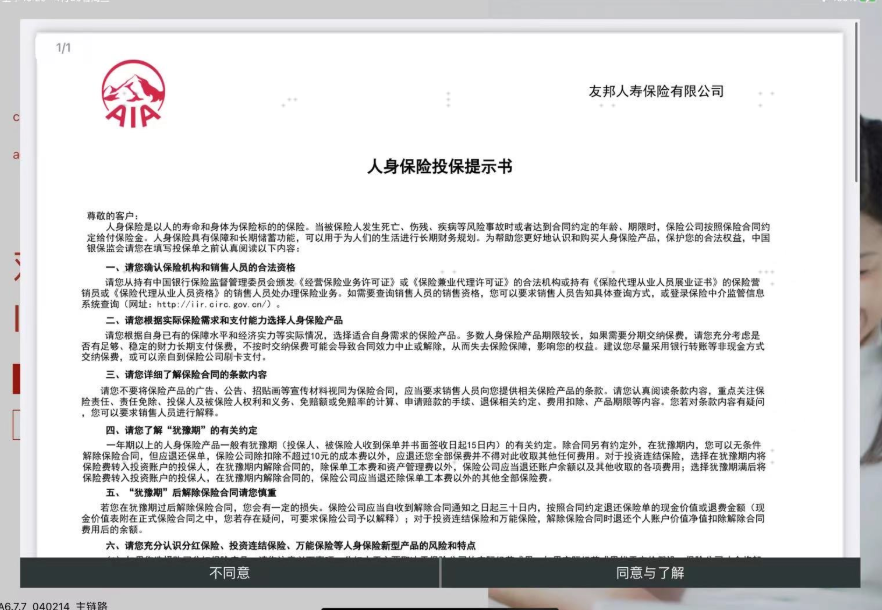 1/1
AIA
友邦人寿保险有限公司
人身保险投保提示书
尊敬的客户：
人身保险是以人的寿命和身体为保险标的的保险。当被保险人发生死亡、伤残、疾病等风险事故时或者达到合同约定的年龄、期限时，保险公司按照保险合同约
定给付保险金。人身保险具有保障和长期储蓄功能，可以用于为人们的生活进行长期财务规划。为帮助您更好地认识和购买人身保险产品，保护您的合法权益，中国
银保监会请您在填写投保单之前认真阅读以下内容：
一、请您确认保险机构和销售人员的合法资格
请您从持有中国银行保险监督管理委员会颁发《经营保险业务许可证》或《保险兼业代理许可证》的合法机构或持有《保险代理从业人员展业证书》的保险营
销员或《保险代理从业人员资格》的销售人员处办理保险业务。如需要查询销售人员的销售资格，您可以要求销售人员告知具体查询方式，或登录保险中介监管信息
系统查询（网址：http://iir.circ.gov.cn/）。
二、请您根据实际保险需求和支付能力选择人身保险产品
请您根据自身已有的保障水平和经济实力等实际情况，选择适合自身需求的保险产品。多数人身保险产品期限较长，如果需要分期交纳保费，请您充分考虑是
否有足够、稳定的财力长期支付保费，不按时交纳保费可能会导致合同效力中止或解除，从而失去保险保障，影响您的权益。建议您尽量采用银行转账等非现金方式
交纳保费，或可以亲自到保险公司刷卡支付。
三、请您详细了解保险合同的条款内容
请您不要将保险产品的广告、公告、招贴画等宣传材料视同为保险合同，应当要求销售人员向您提供相关保险产品的条款。请您认真阅读条款内容，重点关注保
险责任、责任免除、投保人及被保险人权利和义务、免赔额或免赔率的计算、申请赔款的手续、退保相关约定、费用扣除、产品期限等内容。您若对条款内容有疑问
，您可以要求销售人员进行解释。
四、请您了解“犹豫期”的有关约定
一年期以上的人身保险产品一般有犹豫期（投保人、被保险人收到保单并书面签收日起15日内）的有关约定。除合同另有约定外，在犹豫期内，您可以无条件
解除保险合同，但应退还保单，保险公司除扣除不超过10元的成本费以外，应退还您全部保费并不得对此收取其他任何费用。对于投资连结保险，选择在犹豫期内将
保险费转入投资账户的投保人，在犹豫期内解除合同的，除保单工本费和资产管理费以外，保险公司应当退还账户余额以及其他收取的各项费用；选择犹豫期满后将
保险费转入投资账户的投保人，在犹豫期内解除合同的，保险公司应当退还除保单工本费以外的其他全部保险费。
五、“犹豫期”后解除保险合同请您慎重
若您在犹豫期过后解除保险合同，您会有一定的损失。保险公司应当自收到解除合同通知之日起三十日内，按照合同约定退还保险单的现金价值或退费金额（现
金价值表附在正式保险合同之中，您若存在疑问，可要求保险公司予以解释）；对于投资连结保险和万能保险，解除保险合同时退还个人账户价值净值扣除解除合同
费用后的余额。
六、请您充分认识分红保险、投资连结保险、万能保险等人身保险新型产品的风险和特点
不同意
同意与了解
A6.7.7_040214_主链路